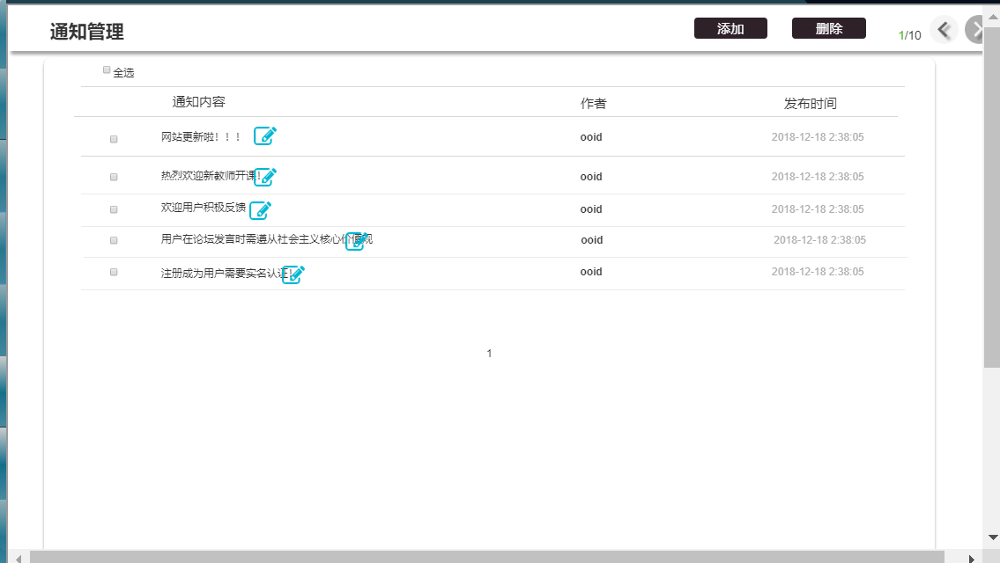 通知管理 添加 删除 1/10
全选
通知内容 作者 发布时间
网站更新啦！！！ ooid 2018-12-18 2:38:05
热烈欢迎新教师开课! ooid 2018-12-18 2:38:05
欢迎用户积极反馈 ooid 2018-12-18 2:38:05
用户在论坛发言时需遵从社会主义核心价值观 ooid 2018-12-18 2:38:05
注册成为用户需要实名认证! ooid 2018-12-18 2:38:05
1